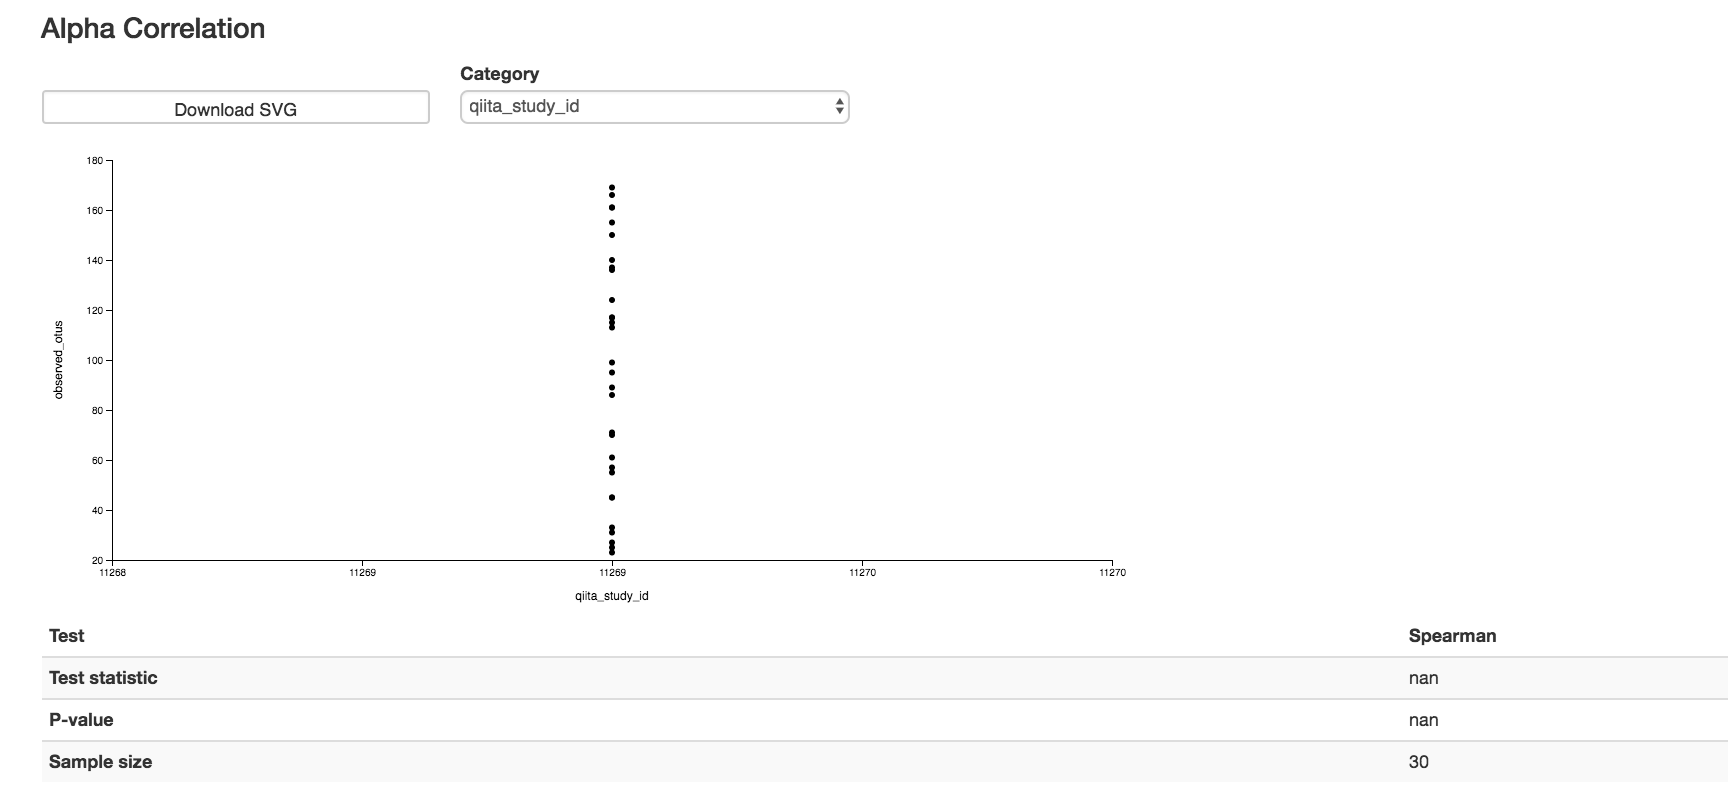 Alpha Correlation
Category
Download SVG
qiita_study_id
180
160
140
120
100
80
60
40
20
observed_otus
11268 11269 11269 11270 11270
qiita_study_id
Test Spearman
Test statistic nan
P-value nan
Sample size 30